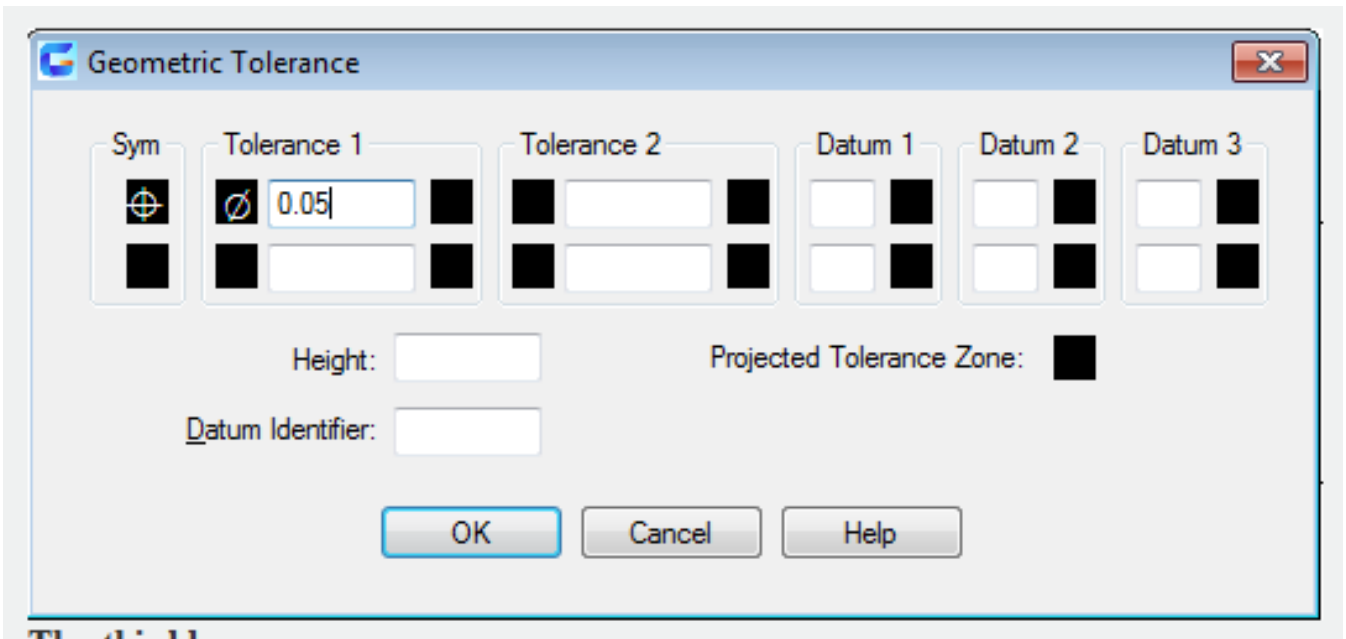 Geometric Tolerance
Sym Tolerance 1 Tolerance 2 Datum 1 Datum 2 Datum 3
⌖ Ø 0.05
Height: Projected Tolerance Zone:
Datum Identifier:
OK Cancel Help